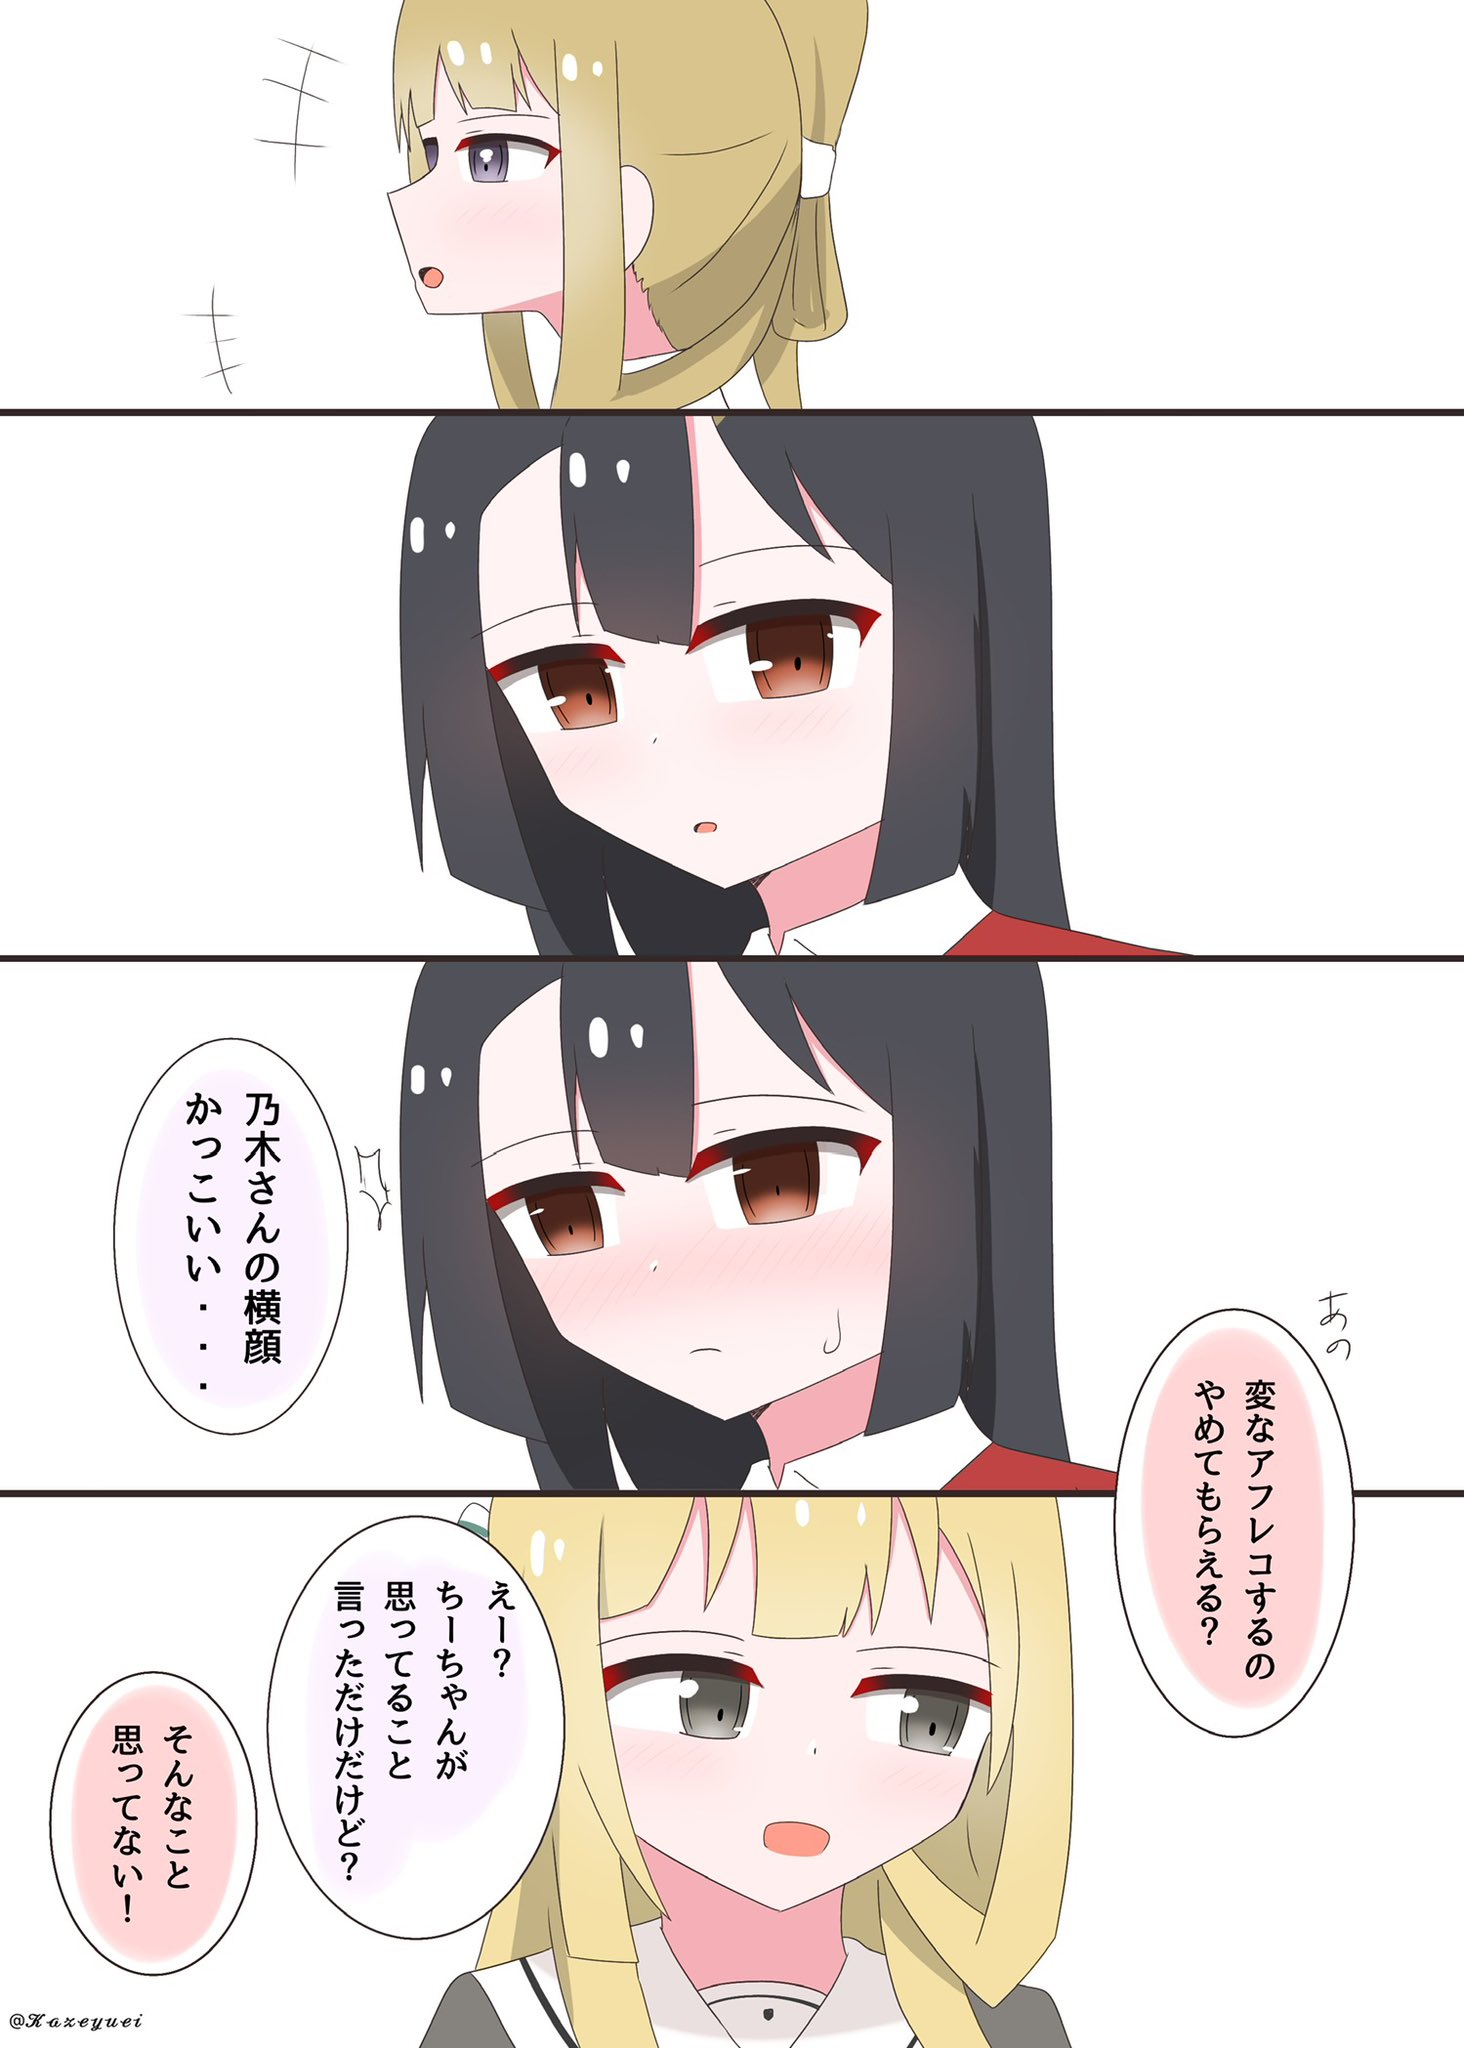 乃木さんの横顔
かっこいい・・・
あの
変なアフレコするの
やめてもらえる？
えー？
ちーちゃんが
思ってること
言っただけだけど？
そんなこと
思ってない！
@Kazeyuei